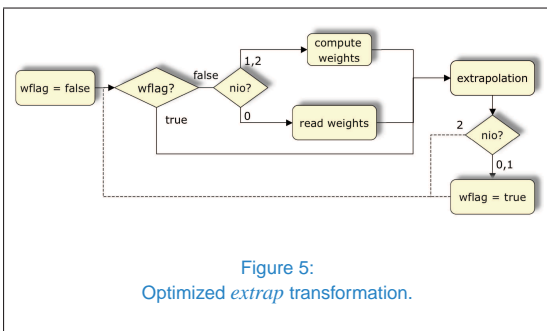 compute
weights
1,2
false
wflag = false
wflag?
nio?
extrapolation
true
0
read weights
2
nio?
0,1
wflag = true
Figure 5:
Optimized extrap transformation.